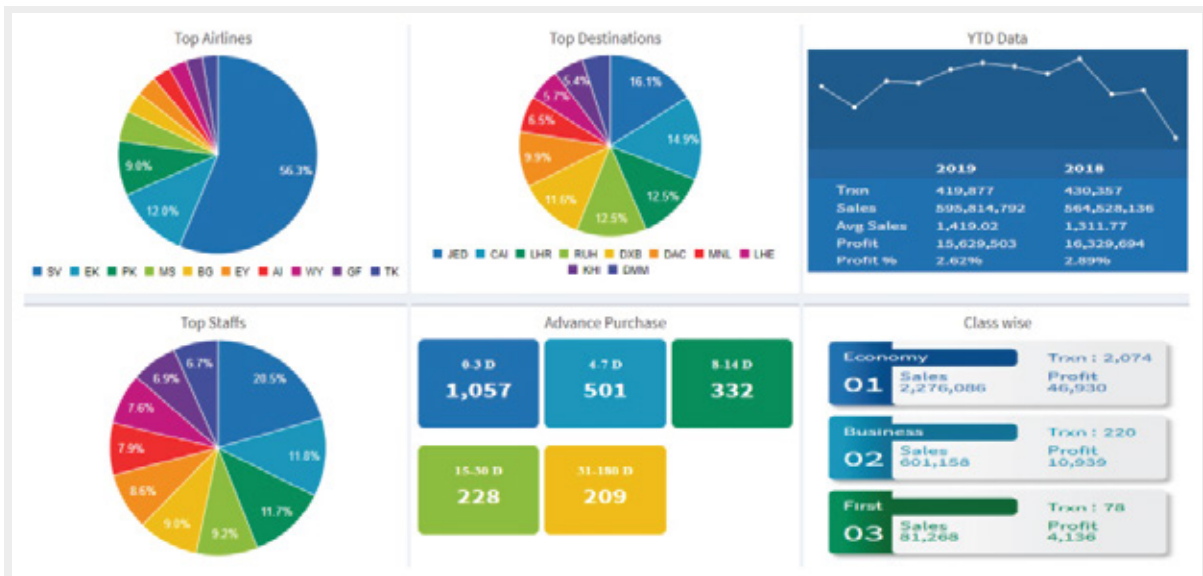 Top Airlines
56.3%
12.0%
9.0%
SV EK PK MS BG EY AI WY GF TK
Top Destinations
16.1%
14.9%
12.5%
12.5%
11.6%
9.9%
6.5%
5.7%
5.4%
JED CAI LHR RUH DXB DAC MNL LHE
KHI DMM
YTD Data
2019 2018
Trxn 419,877 430,357
Sales 595,814,792 564,528,136
Avg Sales 1,419.02 1,311.77
Profit 15,629,503 16,329,694
Profit % 2.62% 2.89%
Top Staffs
20.5%
11.8%
11.7%
9.2%
9.0%
8.6%
7.9%
7.6%
6.9%
6.7%
Advance Purchase
0-3 D
1,057
4-7 D
501
8-14 D
332
15-30 D
228
31-180 D
209
Class wise
Economy Trxn : 2,074
01 Sales Profit
2,276,086 46,930
Business Trxn : 220
02 Sales Profit
601,158 10,939
First Trxn : 78
03 Sales Profit
81,268 4,136